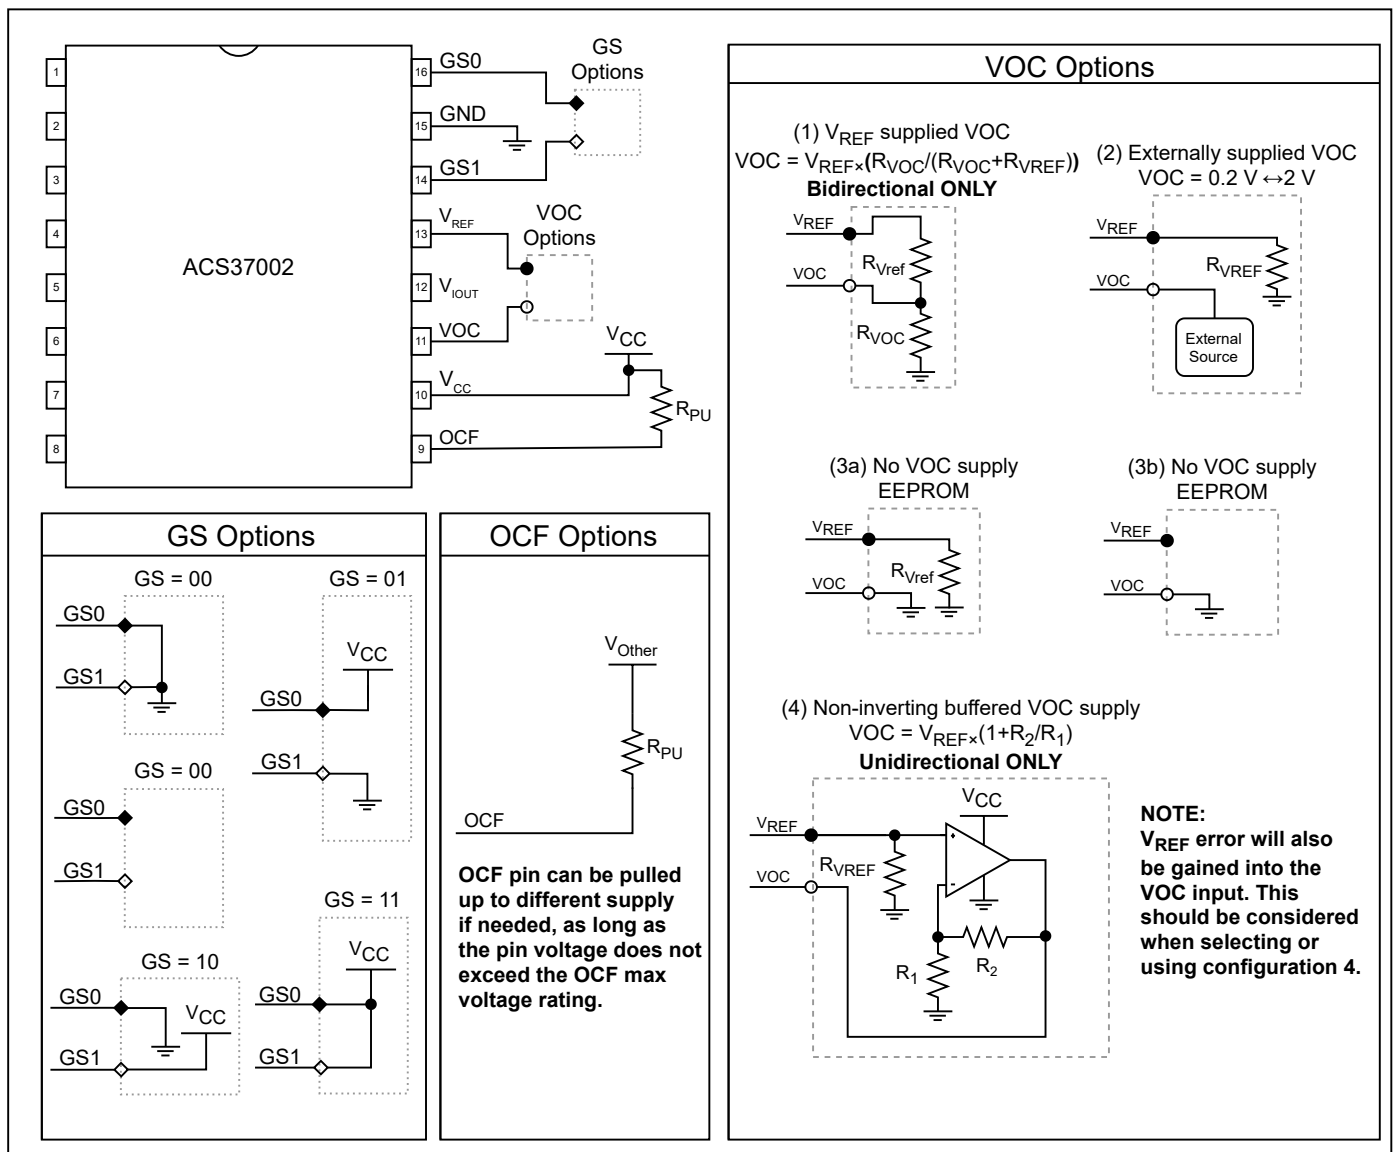 1
2
3
4
5
6
7
8
ACS37002
16
15
14
13
12
11
10
9
GS0
GND
GS1
VREF
VIOUT
VOC
VCC
OCF
GS
Options
VOC
Options
VCC
RPU
GS Options
GS = 00
GS0
GS1
GS = 01
VCC
GS0
GS1
GS = 00
GS0
GS1
GS = 11
VCC
GS0
GS1
GS = 10
GS0
VCC
GS1
OCF Options
VOther
RPU
OCF
OCF pin can be pulled
up to different supply
if needed, as long as
the pin voltage does not
exceed the OCF max
voltage rating.
VOC Options
(1) VREF supplied VOC
VOC = VREF×(RVOC/(RVOC+RVREF))
Bidirectional ONLY
VREF
RVref
VOC
RVOC
(2) Externally supplied VOC
VOC = 0.2 V ↔2 V
VREF
RVREF
VOC
External
Source
(3a) No VOC supply
EEPROM
VREF
RVref
VOC
(3b) No VOC supply
EEPROM
VREF
VOC
(4) Non-inverting buffered VOC supply
VOC = VREF×(1+R2/R1)
Unidirectional ONLY
VCC
VREF
+
RVREF
VOC
-
R1
R2
NOTE:
VREF error will also
be gained into the
VOC input. This
should be considered
when selecting or
using configuration 4.